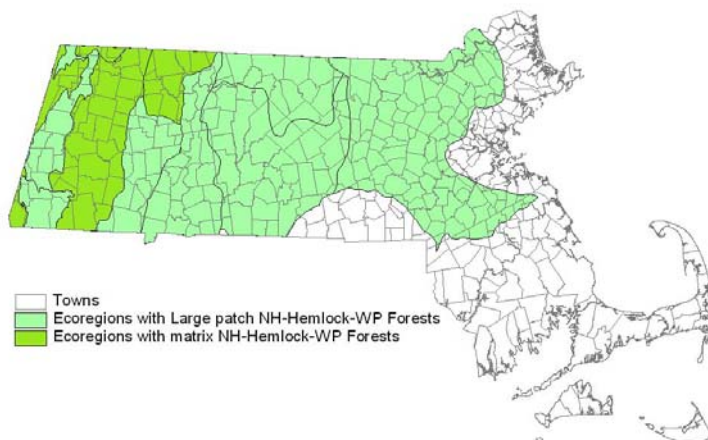 Towns
Ecoregions with Large patch NH-Hemlock-WP Forests
Ecoregions with matrix NH-Hemlock-WP Forests